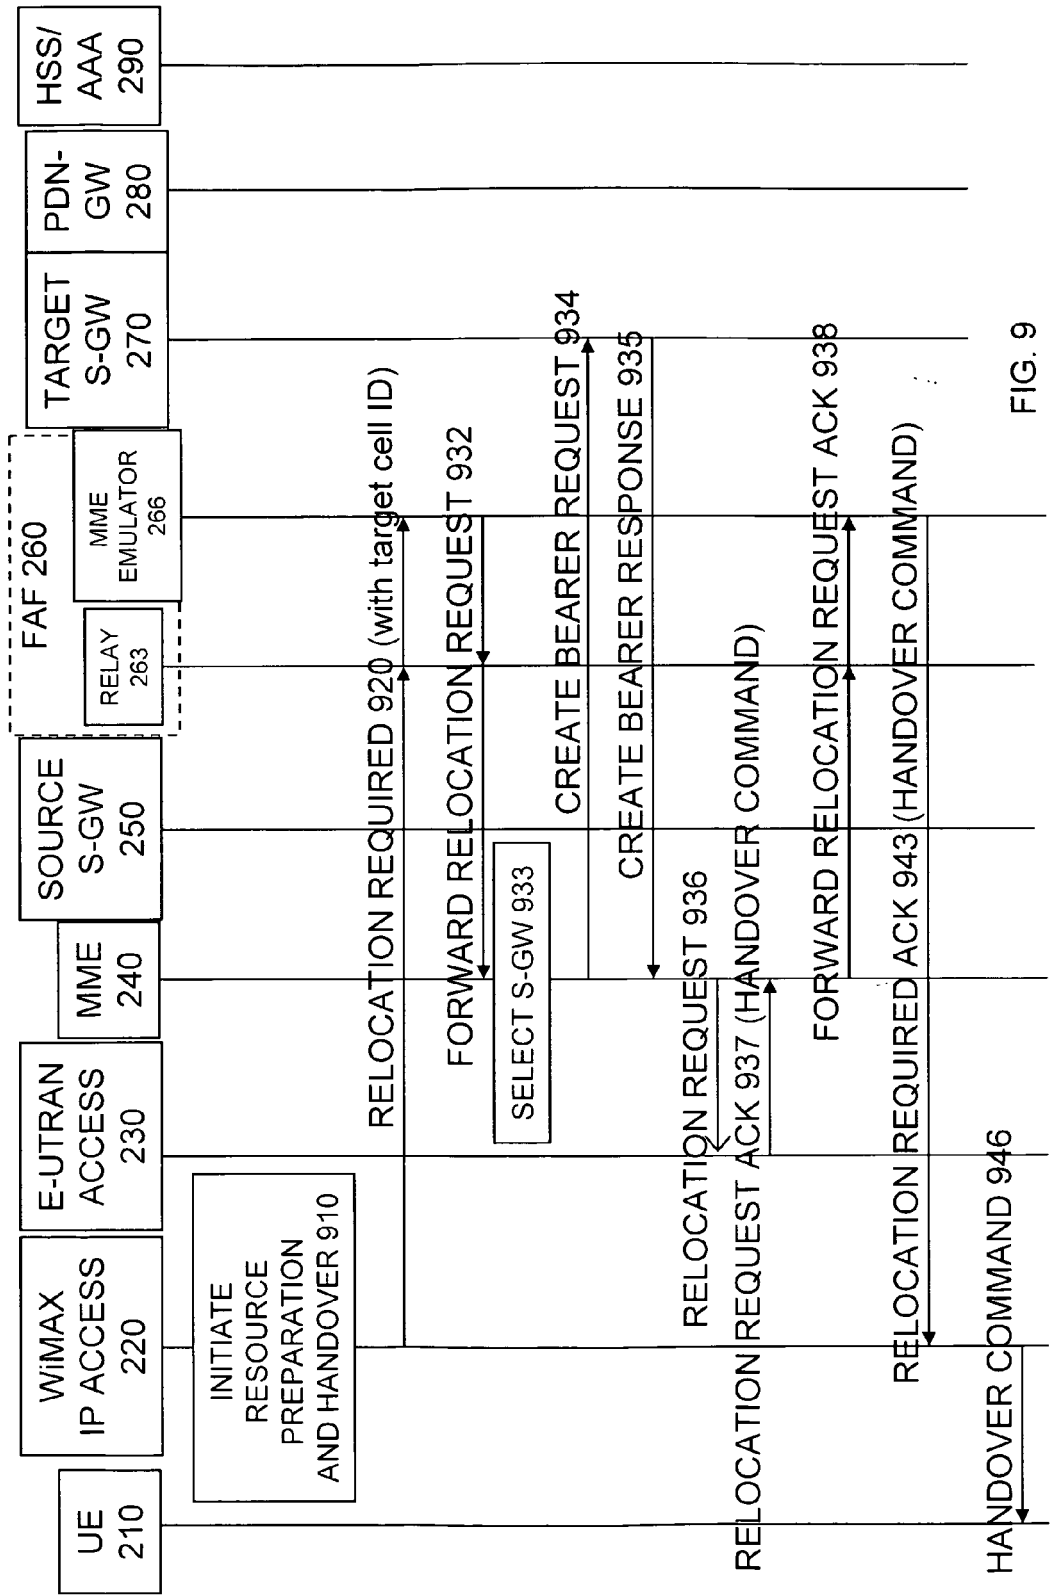 UE
210
WiMAX
IP ACCESS
220
E-UTRAN
ACCESS
230
MME
240
SOURCE
S-GW
250
FAF 260
RELAY
263
MME
EMULATOR
266
TARGET
S-GW
270
PDN-
GW
280
HSS/
AAA
290
INITIATE
RESOURCE
PREPARATION
AND HANDOVER 910
RELOCATION REQUIRED 920 (with target cell ID)
FORWARD RELOCATION REQUEST 932
SELECT S-GW 933
CREATE BEARER REQUEST 934
CREATE BEARER RESPONSE 935
RELOCATION REQUEST 936
RELOCATION REQUEST ACK 937 (HANDOVER COMMAND)
FORWARD RELOCATION REQUEST ACK 938
RELOCATION REQUIRED ACK 943 (HANDOVER COMMAND)
HANDOVER COMMAND 946
FIG. 9